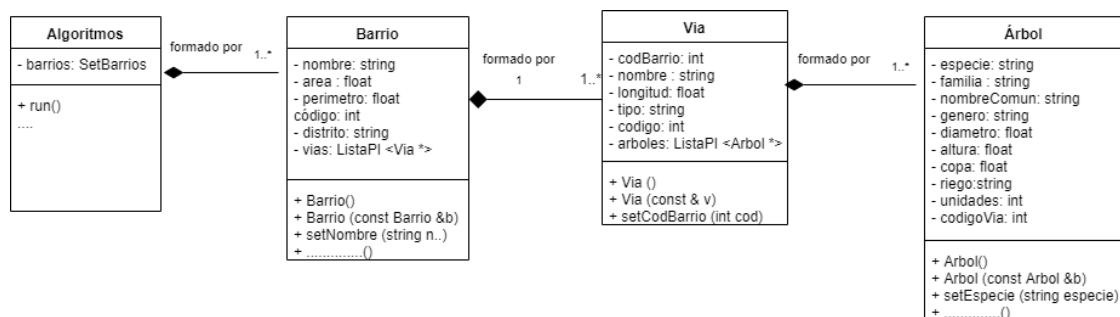 Algoritmos
- barrios: SetBarrios
+ run()
....
formado por
1..*
Barrio
- nombre: string
- area : float
- perimetro: float
código: int
- distrito: string
- vias: ListaPI <Via *>
+ Barrio()
+ Barrio (const Barrio &b)
+ setNombre (string n..)
+ ..............()
formado por
1
1..*
Via
- codBarrio: int
- nombre : string
- longitud: float
- tipo: string
- codigo: int
- arboles: ListaPI <Arbol *>
+ Via ()
+ Via (const & v)
+ setCodBarrio (int cod)
formado por
1..*
Árbol
- especie: string
- familia : string
- nombreComun: string
- genero: string
- diametro: float
- altura: float
- copa: float
- riego:string
- unidades: int
- codigoVia: int
+ Arbol()
+ Arbol (const Arbol &b)
+ setEspecie (string especie)
+ ..............()